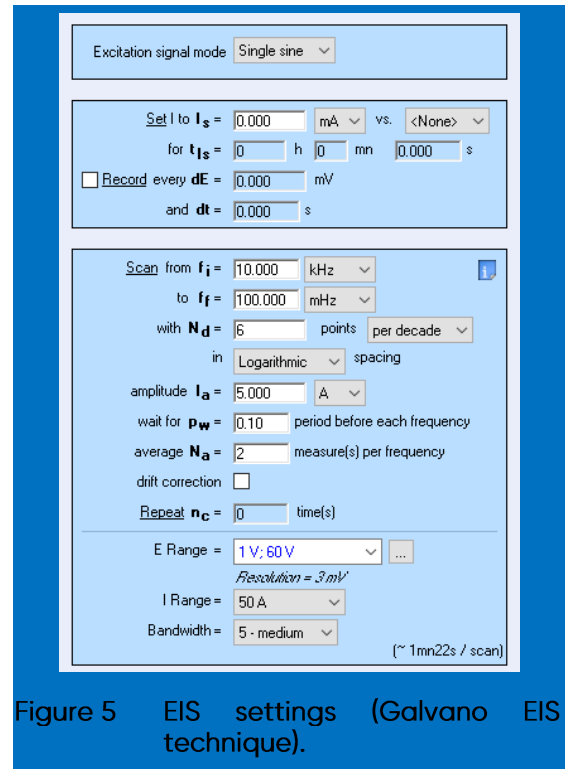 Excitation signal mode Single sine
Set I to Is = 0.000 mA vs. <None>
for tIs = 0 h 0 mn 0.000 s
Record every dE = 0.000 mV
and dt = 0.000 s
Scan from fi = 10.000 kHz
to ff = 100.000 mHz
with Nd = 6 points per decade
in Logarithmic spacing
amplitude Ia = 5.000 A
wait for pw = 0.10 period before each frequency
average Na = 2 measure(s) per frequency
drift correction
Repeat nc = 0 time(s)
E Range = 1 V; 60 V ...
Resolution = 3 mV
I Range = 50 A
Bandwidth = 5 - medium
(~ 1mn22s / scan)
Figure 5 EIS settings (Galvano EIS
technique).